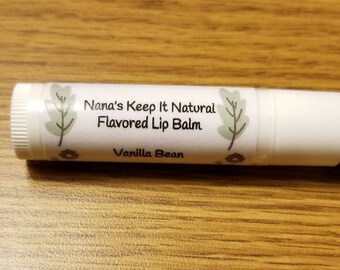 Nana's Keep It Natural
Flavored Lip Balm
Vanilla Bean